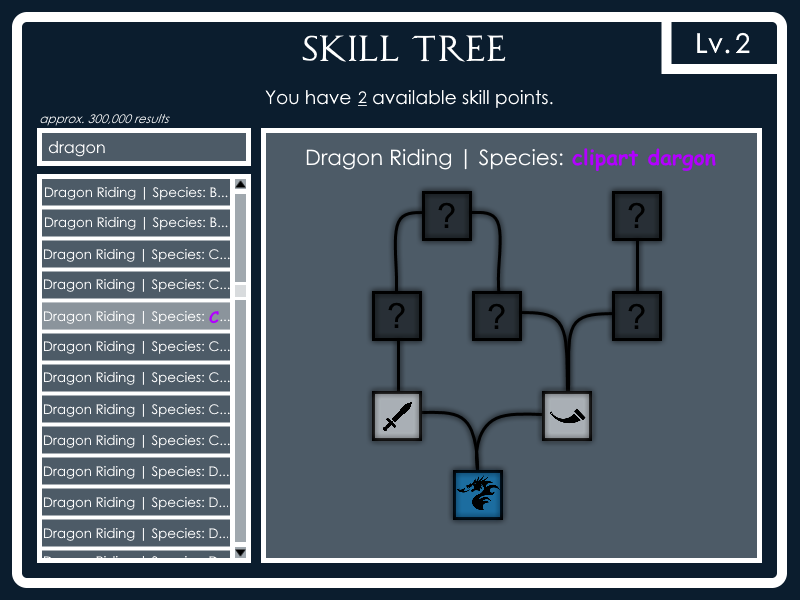 SKILL TREE
Lv. 2
You have 2 available skill points.
approx. 300,000 results
dragon
Dragon Riding | Species: B...
Dragon Riding | Species: B...
Dragon Riding | Species: C...
Dragon Riding | Species: C...
Dragon Riding | Species: C...
Dragon Riding | Species: C...
Dragon Riding | Species: C...
Dragon Riding | Species: C...
Dragon Riding | Species: C...
Dragon Riding | Species: D...
Dragon Riding | Species: D...
Dragon Riding | Species: D...
Dragon Riding | Species: clipart dargon
? ?
? ? ?